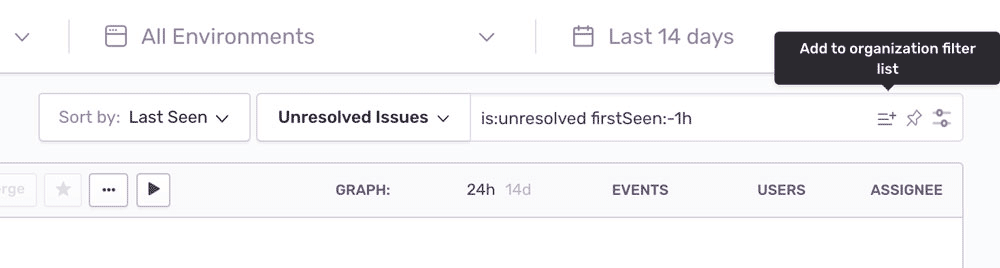 All Environments
Last 14 days
Add to organization filter
list
Sort by: Last Seen
Unresolved Issues
is:unresolved firstSeen:-1h
erge
GRAPH:
24h 14d
EVENTS
USERS
ASSIGNEE